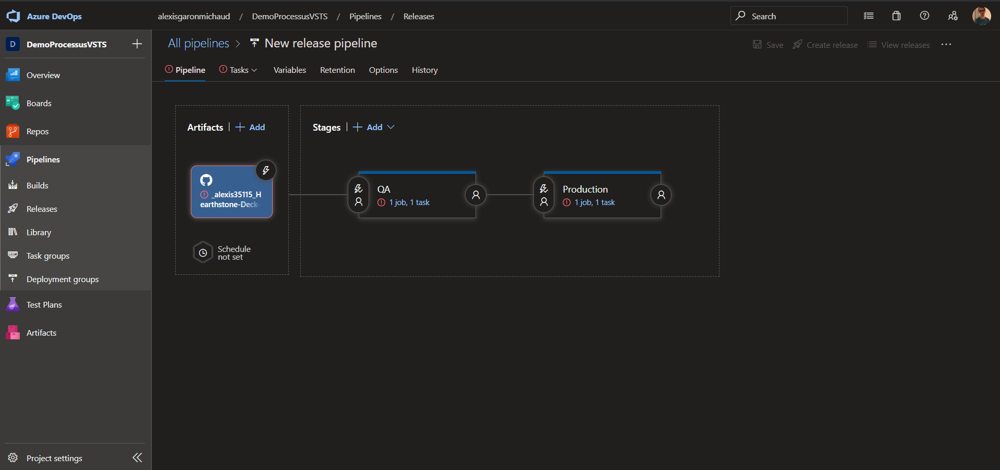 Azure DevOps
alexisgaronmichaud / DemoProcessusVSTS / Pipelines / Releases
Search
D DemoProcessusVSTS
Overview
Boards
Repos
Pipelines
Builds
Releases
Library
Task groups
Deployment groups
Test Plans
Artifacts
Project settings
All pipelines > New release pipeline
Save Create release View releases ...
Pipeline Tasks Variables Retention Options History
Artifacts | + Add
_alexis35115_H
earthstone-Deck-
Schedule
not set
Stages | + Add
QA
1 job, 1 task
Production
1 job, 1 task